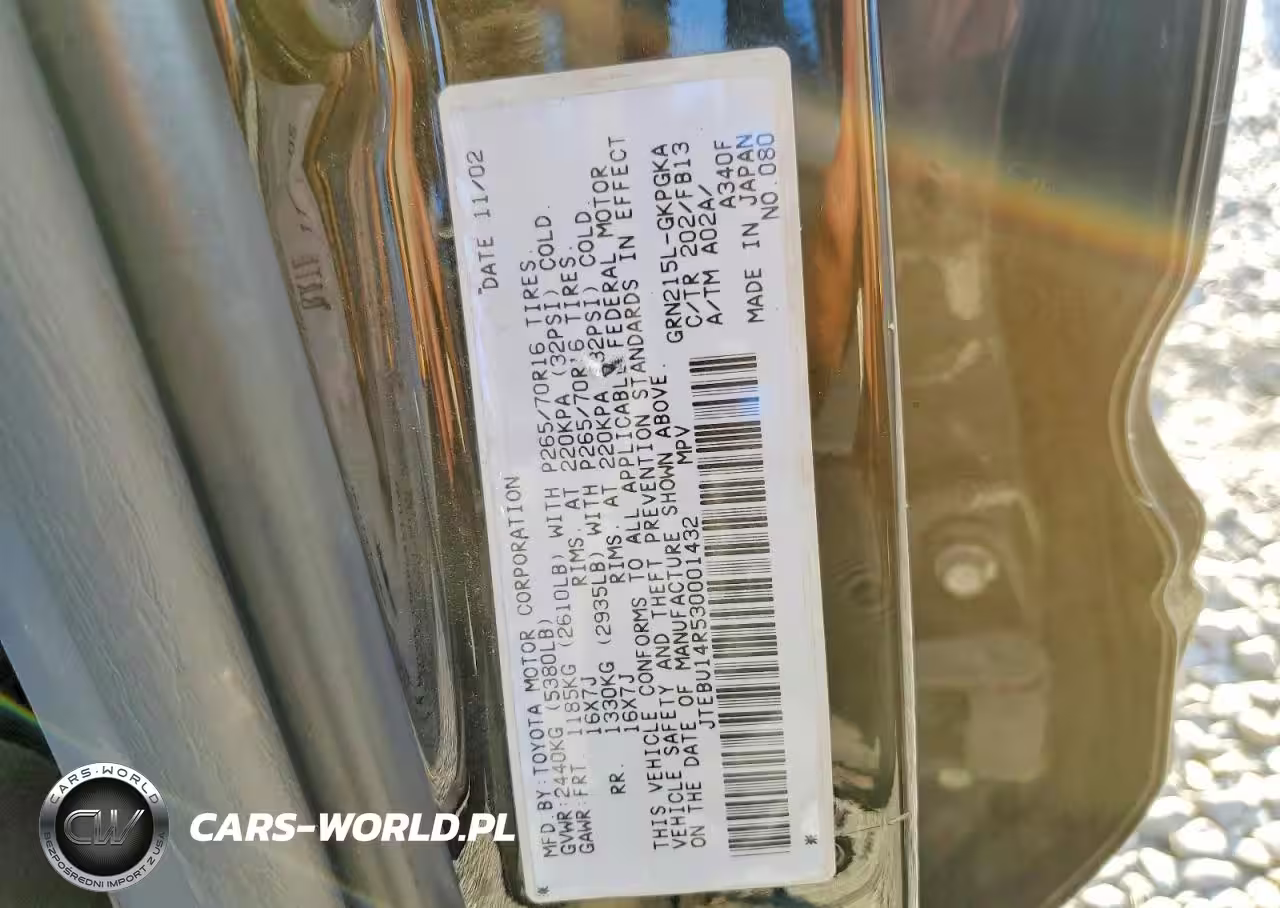 MFD BY:TOYOTA MOTOR CORPORATION DATE 11/02
GVWR:2440KG (5380LB)
GAWR:FRT. 1185KG (2610LB) WITH P265/70R16 TIRES.
16X7J RIMS. AT 220KPA (32PSI) COLD.
RR. 1330KG (2935LB) WITH P265/70R16 TIRES.
16X7J RIMS. AT 220KPA (32PSI) COLD.
THIS VEHICLE CONFORMS TO ALL APPLICABLE FEDERAL MOTOR
VEHICLE SAFETY AND THEFT PREVENTION STANDARDS IN EFFECT
ON THE DATE OF MANUFACTURE SHOWN ABOVE.
JTEBU14R530001432 MPV
GRN215L-GKPGKA
C/TR 202/FB13
A/TM A02A/
A340F
MADE IN JAPAN
NO.080
* *
CARS-WORLD
CW
BEZPOŚREDNI IMPORT Z USA
CARS-WORLD.PL